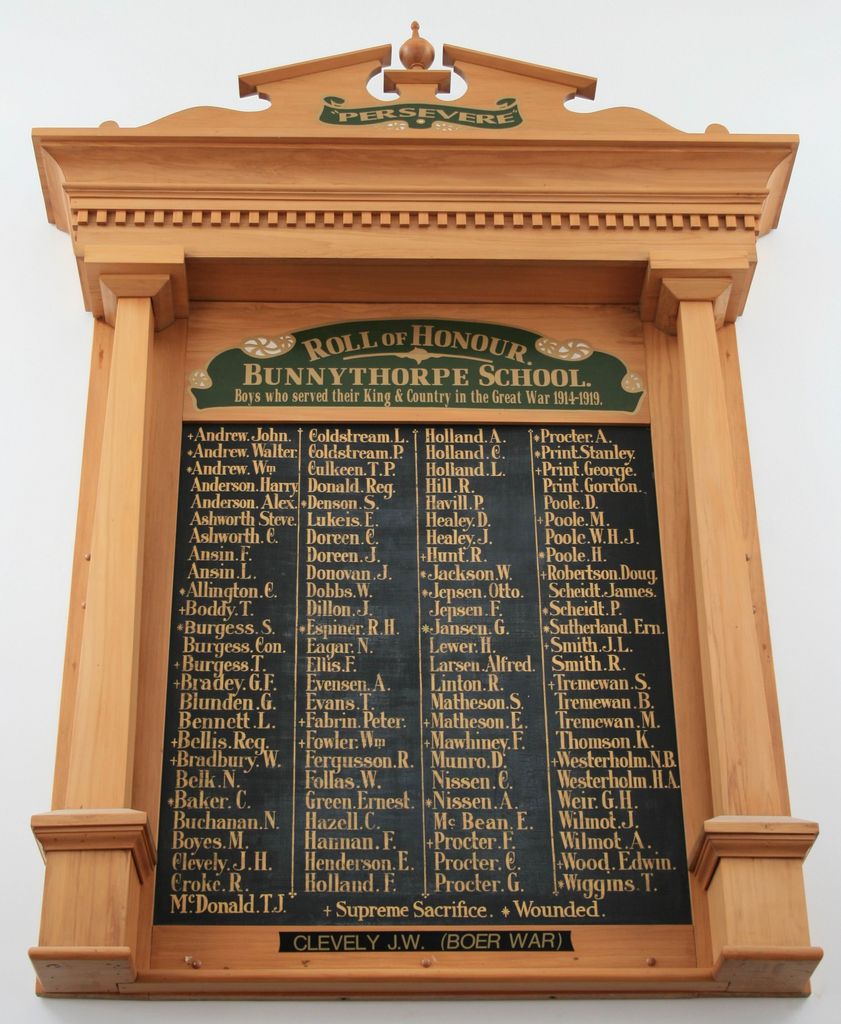 "PERSEVERE"
ROLL OF HONOUR.
BUNNYTHORPE SCHOOL.
Boys who served their King & Country in the Great War 1914-1919.
+Andrew. John.
*Andrew. Walter.
*Andrew. Wm
Anderson. Harry.
Anderson. Alex.
Ashworth Steve.
Ashworth. C.
Ansin. F.
Ansin. L.
*Allington. C.
+Boddy. T.
*Burgess. S.
Burgess. Con.
+Burgess. T.
+Bradey. G.F.
Blunden. G.
Bennett. L.
+Bellis. Reg.
+Bradbury. W.
Belk. N.
*Baker. C.
Buchanan. N.
Boyes. M.
Clevely. J.H.
Croke. R.
McDonald. T.J.
Coldstream. L.
Coldstream. P.
Culkeen. T.P.
Donald. Reg.
*Denson. S.
Lukeis. E.
Doreen. C.
Doreen. J.
Donovan. J.
Dobbs. W.
Dillon. J.
*Espiner. R.H.
Eagar. N.
Ellis. F.
Evensen. A.
Evans. T.
+Fabrin. Peter.
+Fowler. Wm
Fergusson. R.
Follas. W.
Green. Ernest.
Hazell. C.
Hannan. F.
Henderson. E.
Holland. F.
Holland. A.
Holland. C.
Holland. L.
Hill. R.
Havill. P.
Healey. D.
Healey. J.
+Hunt. R.
*Jackson. W.
*Jepsen. Otto.
Jepsen. F.
*Jansen. G.
Lewer. H.
Larsen. Alfred.
Linton. R.
Matheson. S.
+Matheson. E.
+Mawhiney. F.
Munro. D.
Nissen. C.
*Nissen. A.
Mc Bean. E.
+Procter. F.
Procter. C.
Procter. G.
*Procter. A.
*Print. Stanley.
+Print. George.
Print. Gordon.
Poole. D.
+Poole. M.
Poole. W.H.J.
*Poole. H.
+Robertson. Doug.
Scheidt. James.
*Scheidt. P.
*Sutherland. Ern.
+Smith. J.L.
Smith. R.
+Tremewan. S.
Tremewan. B.
Tremewan. M.
Thomson. K.
+Westerholm. N.B.
Westerholm. H.A.
Weir. G.H.
Wilmot. J.
Wilmot. A.
+Wood. Edwin.
*Wiggins. T.
+ Supreme Sacrifice. * Wounded.
CLEVELY J.W. (BOER WAR)